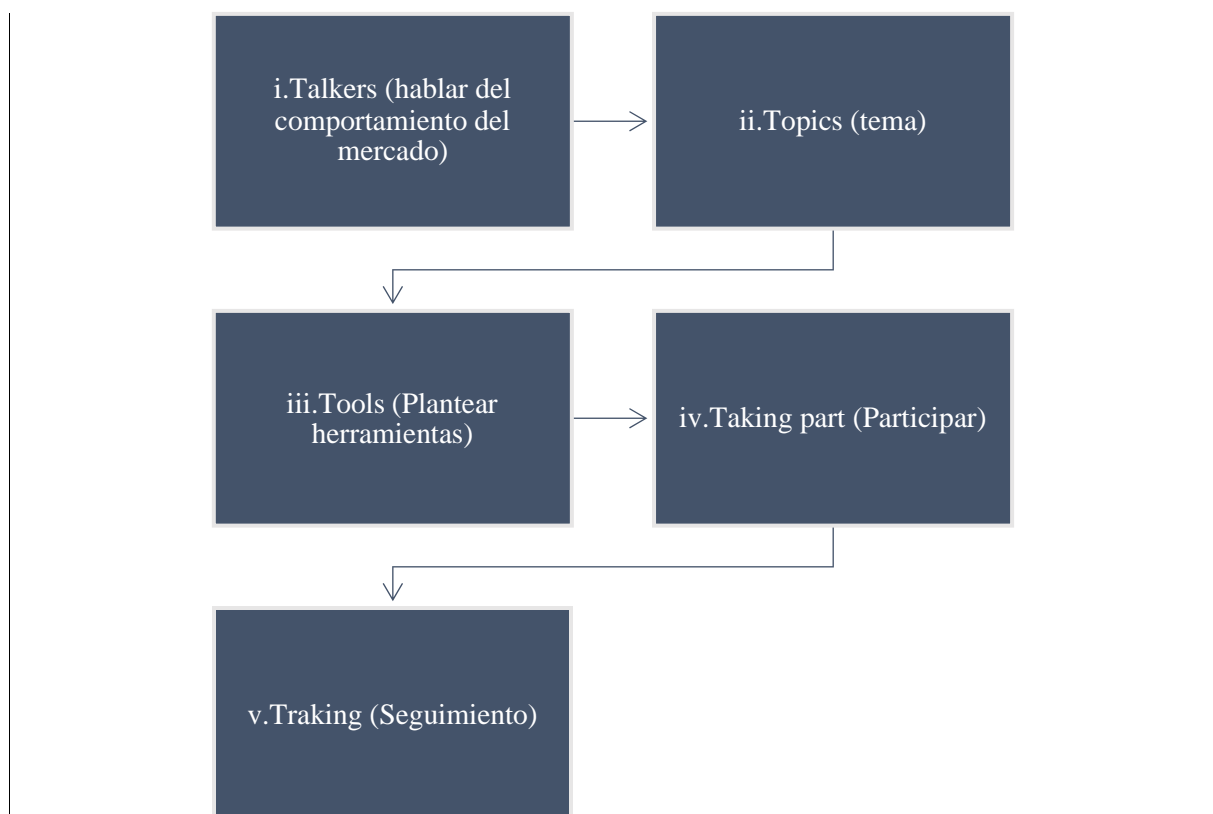 i.Talkers (hablar del
comportamiento del
mercado)
ii.Topics (tema)
iii.Tools (Plantear
herramientas)
iv.Taking part (Participar)
v.Traking (Seguimiento)